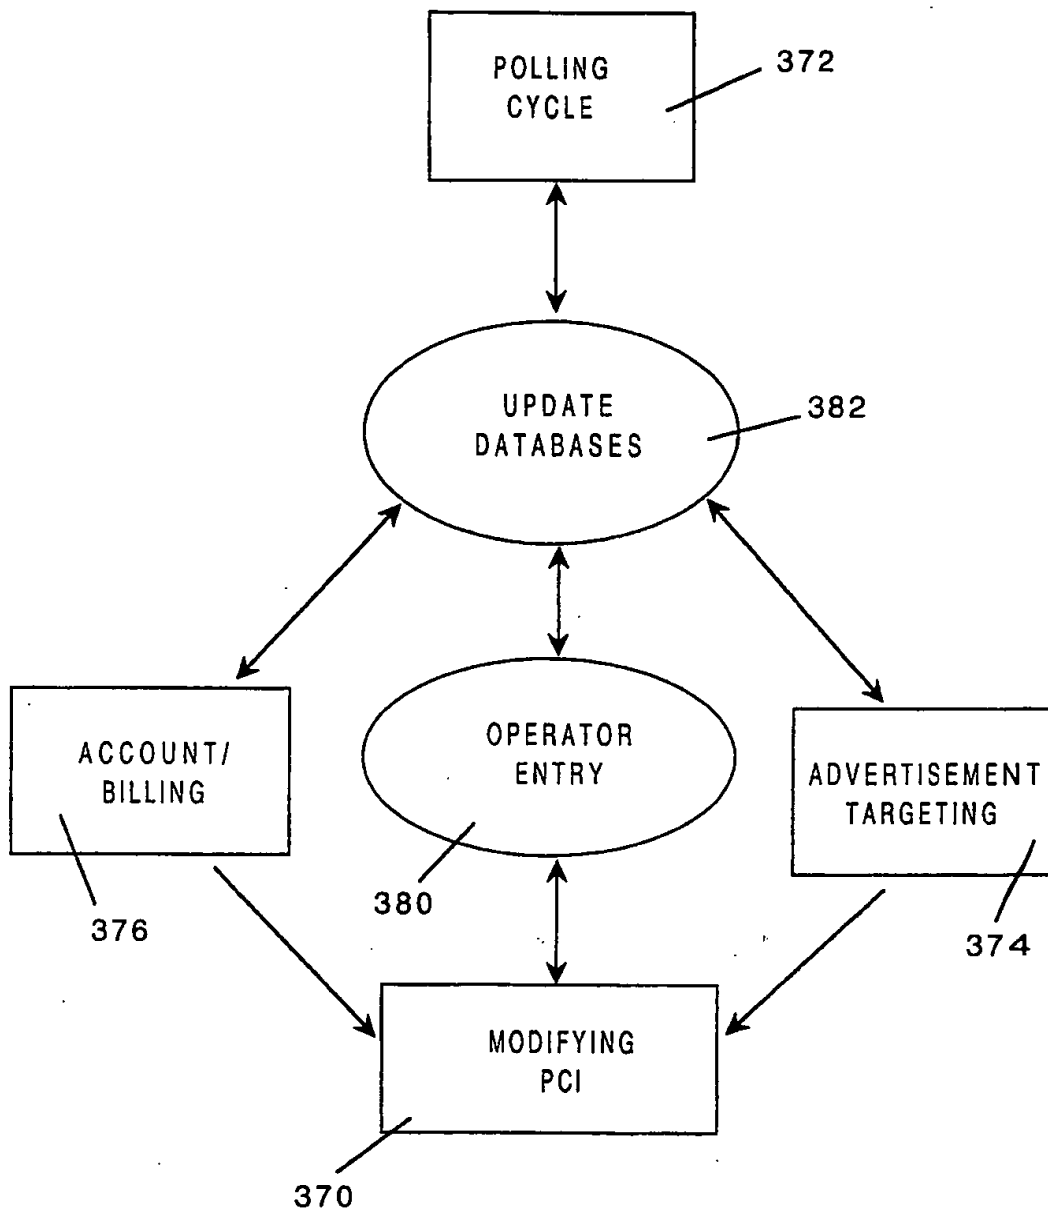 POLLING
CYCLE
372
UPDATE
DATABASES
382
ACCOUNT/
BILLING
376
OPERATOR
ENTRY
380
ADVERTISEMENT
TARGETING
374
MODIFYING
PCI
370